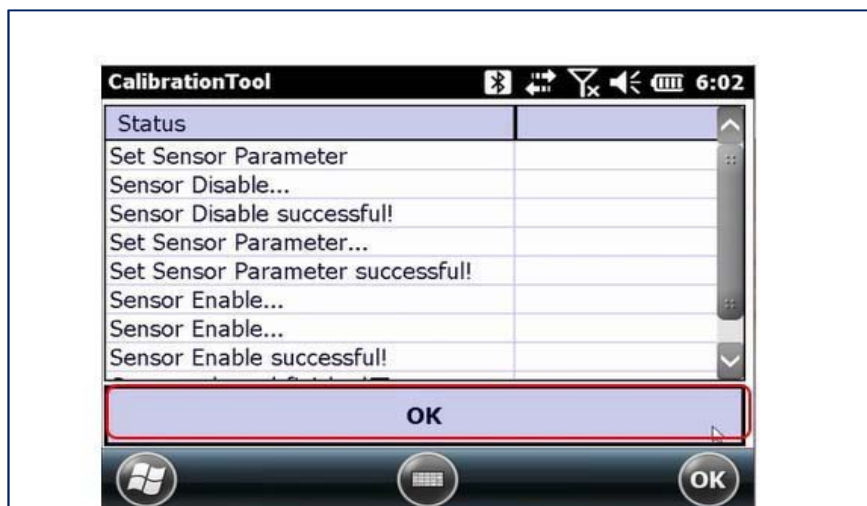 CalibrationTool 6:02
Status
Set Sensor Parameter
Sensor Disable...
Sensor Disable successful!
Set Sensor Parameter...
Set Sensor Parameter successful!
Sensor Enable...
Sensor Enable...
Sensor Enable successful!
OK
OK